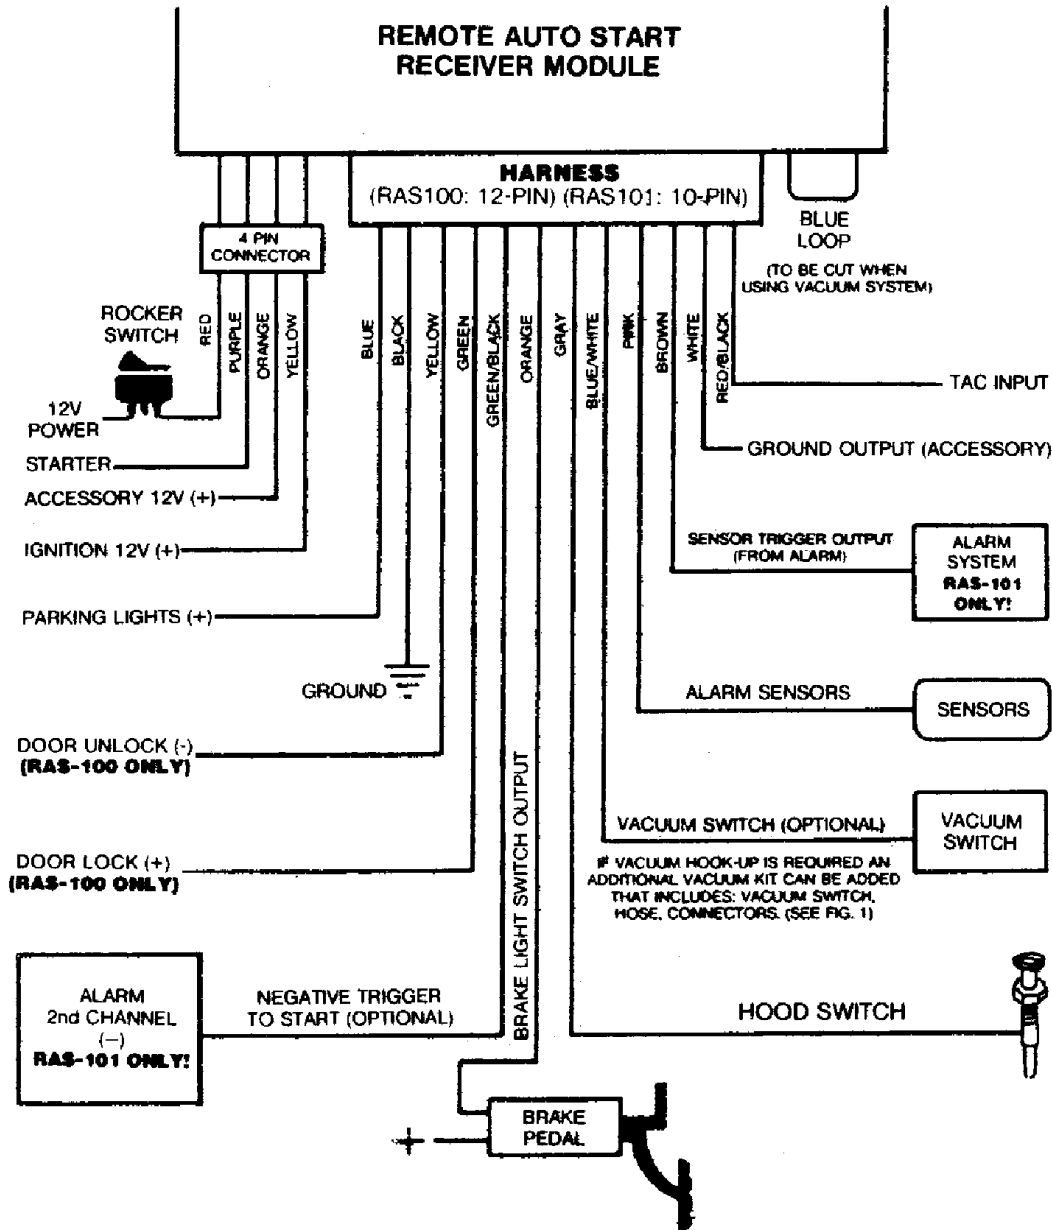 REMOTE AUTO START
RECEIVER MODULE
HARNESS
(RAS100: 12-PIN) (RAS101: 10-PIN)
BLUE
LOOP
(TO BE CUT WHEN
USING VACUUM SYSTEM)
4 PIN
CONNECTOR
ROCKER
SWITCH
RED
PURPLE
ORANGE
YELLOW
BLUE
BLACK
YELLOW
GREEN
GREEN/BLACK
ORANGE
GRAY
BLUE/WHITE
PINK
BROWN
WHITE
RED/BLACK
12V
POWER
STARTER
ACCESSORY 12V (+)
IGNITION 12V (+)
PARKING LIGHTS (+)
GROUND
DOOR UNLOCK (-)
(RAS-100 ONLY)
DOOR LOCK (+)
(RAS-100 ONLY)
ALARM
2nd CHANNEL
(−)
RAS-101 ONLY!
NEGATIVE TRIGGER
TO START (OPTIONAL)
BRAKE LIGHT SWITCH OUTPUT
BRAKE
PEDAL
+
TAC INPUT
GROUND OUTPUT (ACCESSORY)
SENSOR TRIGGER OUTPUT
(FROM ALARM)
ALARM
SYSTEM
RAS-101
ONLY!
ALARM SENSORS
SENSORS
VACUUM SWITCH (OPTIONAL)
VACUUM
SWITCH
IF VACUUM HOOK-UP IS REQUIRED AN
ADDITIONAL VACUUM KIT CAN BE ADDED
THAT INCLUDES: VACUUM SWITCH,
HOSE, CONNECTORS. (SEE FIG. 1)
HOOD SWITCH